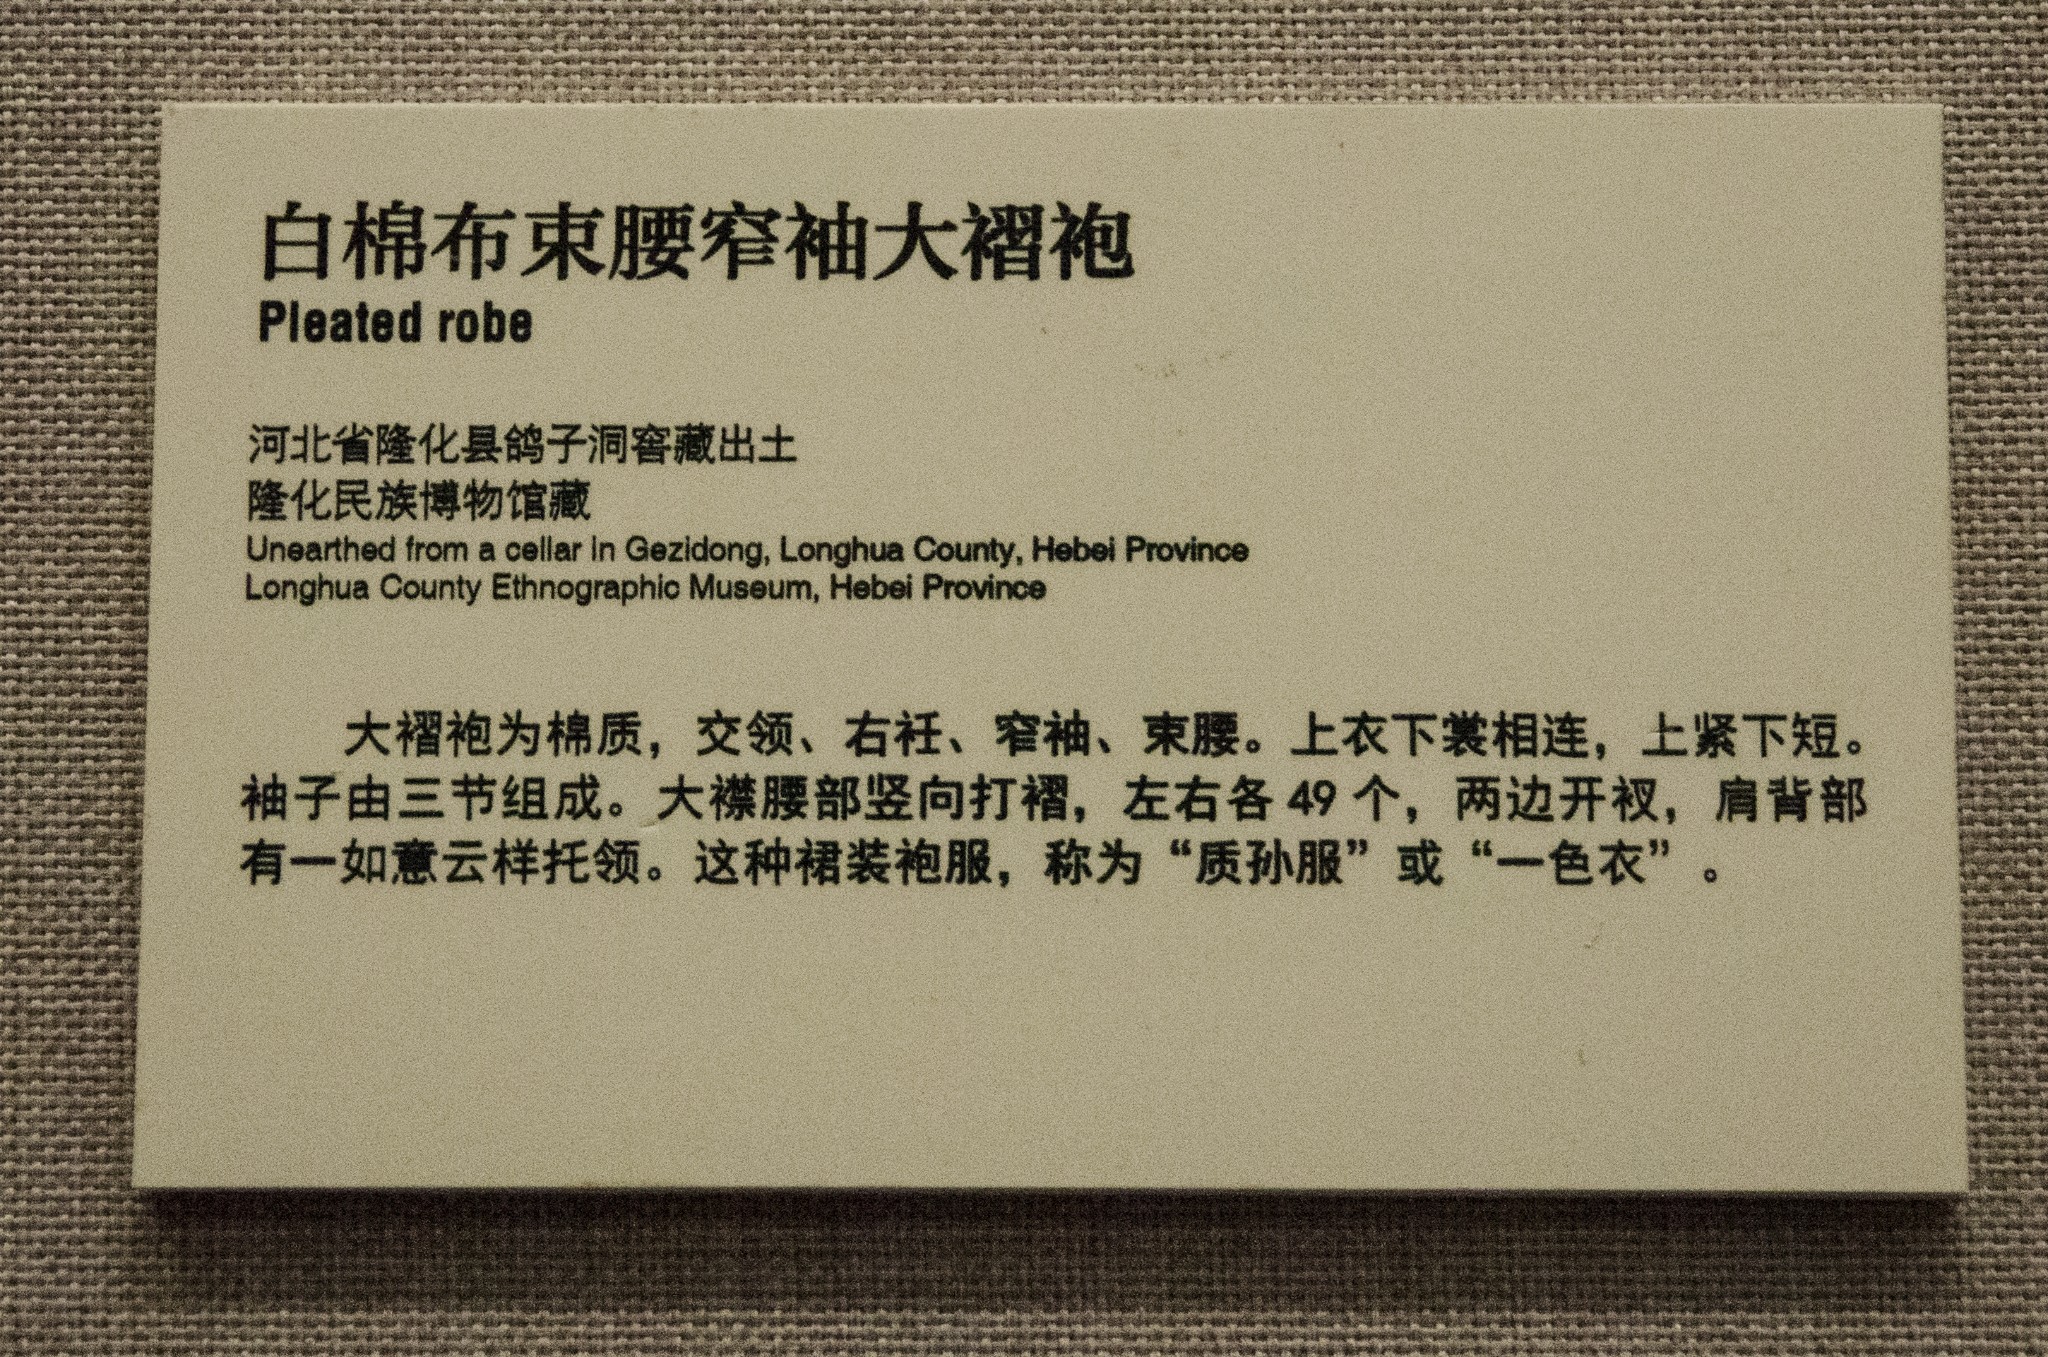 白棉布束腰窄袖大褶袍
Pleated robe
河北省隆化县鸽子洞窖藏出土
隆化民族博物馆藏
Unearthed from a cellar in Gezidong, Longhua County, Hebei Province
Longhua County Ethnographic Museum, Hebei Province
大褶袍为棉质，交领、右衽、窄袖、束腰。上衣下裳相连，上紧下短。
袖子由三节组成。大襟腰部竖向打褶，左右各 49 个，两边开衩，肩背部
有一如意云样托领。这种裙装袍服，称为“质孙服”或“一色衣”。